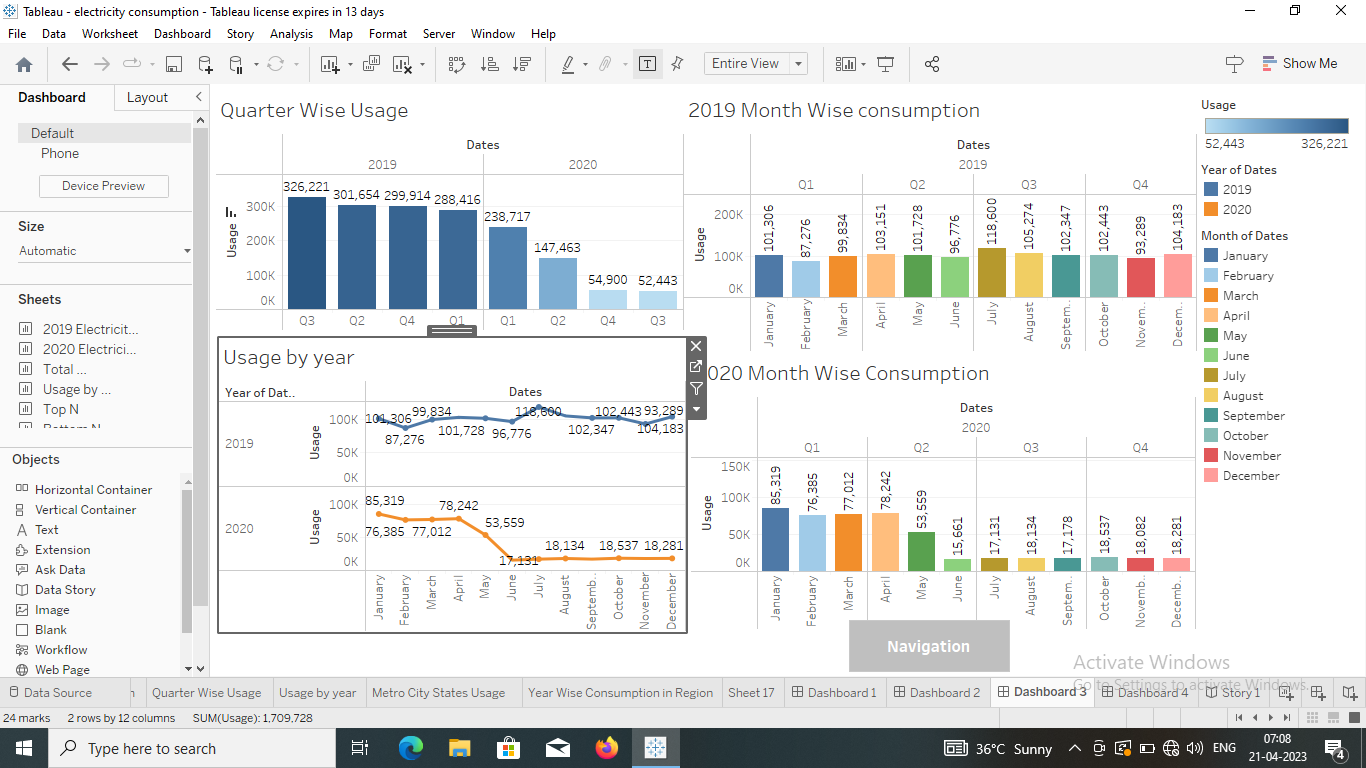 Tableau - electricity consumption - Tableau license expires in 13 days
File Data Worksheet Dashboard Story Analysis Map Format Server Window Help
Entire View
Show Me
Dashboard Layout
Default
Phone
Device Preview
Size
Automatic
Sheets
2019 Electricit...
2020 Electrici...
Total ...
Usage by ...
Top N
Objects
Horizontal Container
Vertical Container
Text
Extension
Ask Data
Data Story
Image
Blank
Workflow
Web Page
Quarter Wise Usage
Dates
2019 2020
326,221 301,654 299,914 288,416 238,717 147,463 54,900 52,443
Usage
300K
200K
100K
0K
Q3 Q2 Q4 Q1 Q1 Q2 Q4 Q3
2019 Month Wise consumption
Dates
2019
Q1 Q2 Q3 Q4
Usage
200K
100K
0K
101,306 87,276 99,834 103,151 101,728 96,776 118,600 105,274 102,347 102,443 93,289 104,183
January February March April May June July August Septem.. October Novem.. Decem..
Usage by year
Year of Dat.. Dates
2019
Usage
100K
50K
0K
101,306 99,834 118,600 102,443 93,289
87,276 101,728 96,776 102,347 104,183
2020
Usage
100K
50K
0K
85,319 78,242 53,559 18,134 18,537 18,281
76,385 77,012 17,131
January February March April May June July August Septemb.. October November December
020 Month Wise Consumption
Dates
2020
Q1 Q2 Q3 Q4
Usage
150K
100K
50K
0K
85,319 76,385 77,012 78,242 53,559 15,661 17,131 18,134 17,178 18,537 18,082 18,281
January February March April May June July August Septem.. October Novemb.. Decemb..
Navigation
Usage
52,443 326,221
Year of Dates
2019
2020
Month of Dates
January
February
March
April
May
June
July
August
September
October
November
December
Activate Windows
Go to Settings to activate Windows.
Data Source Quarter Wise Usage Usage by year Metro City States Usage Year Wise Consumption in Region Sheet 17 Dashboard 1 Dashboard 2 Dashboard 3 Dashboard 4 Story 1
24 marks 2 rows by 12 columns SUM(Usage): 1,709,728
Type here to search
36°C Sunny
ENG
07:08
21-04-2023
4